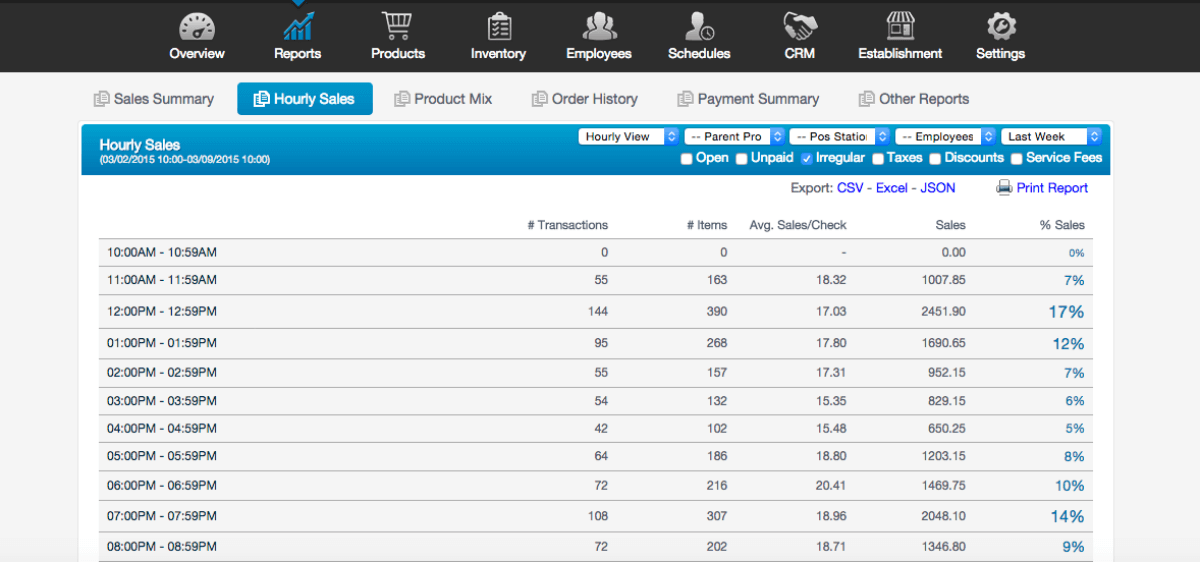 Overview Reports Products Inventory Employees Schedules CRM Establishment Settings
Sales Summary Hourly Sales Product Mix Order History Payment Summary Other Reports
Hourly Sales Hourly View -- Parent Pro -- Pos Station -- Employees Last Week
(03/02/2015 10:00-03/09/2015 10:00) Open Unpaid Irregular Taxes Discounts Service Fees
Export: CSV - Excel - JSON Print Report
# Transactions # Items Avg. Sales/Check Sales % Sales
10:00AM - 10:59AM 0 0 - 0.00 0%
11:00AM - 11:59AM 55 163 18.32 1007.85 7%
12:00PM - 12:59PM 144 390 17.03 2451.90 17%
01:00PM - 01:59PM 95 268 17.80 1690.65 12%
02:00PM - 02:59PM 55 157 17.31 952.15 7%
03:00PM - 03:59PM 54 132 15.35 829.15 6%
04:00PM - 04:59PM 42 102 15.48 650.25 5%
05:00PM - 05:59PM 64 186 18.80 1203.15 8%
06:00PM - 06:59PM 72 216 20.41 1469.75 10%
07:00PM - 07:59PM 108 307 18.96 2048.10 14%
08:00PM - 08:59PM 72 202 18.71 1346.80 9%